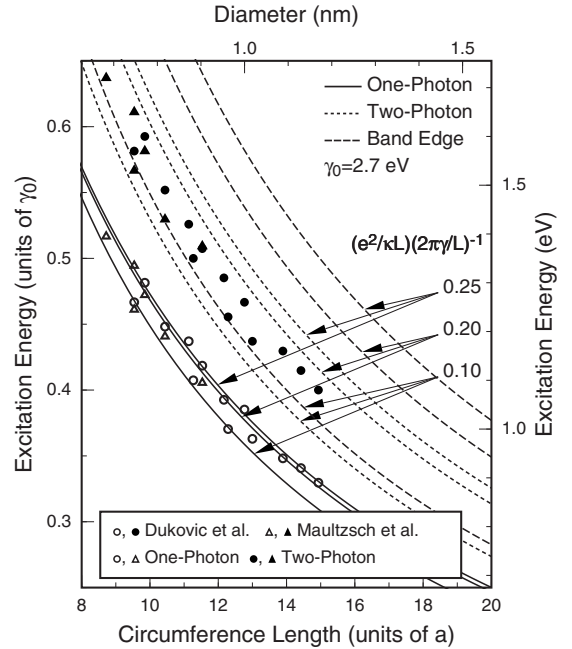 Diameter (nm)
1.0 1.5
One-Photon
Two-Photon
Band Edge
γ0=2.7 eV
(e²/κL)(2πγ/L)⁻¹
0.25
0.20
0.10
Excitation Energy (units of γ0)
0.6
0.5
0.4
0.3
Excitation Energy (eV)
1.5
1.0
○, ● Dukovic et al. △, ▲ Maultzsch et al.
○, △ One-Photon ●, ▲ Two-Photon
8 10 12 14 16 18 20
Circumference Length (units of a)